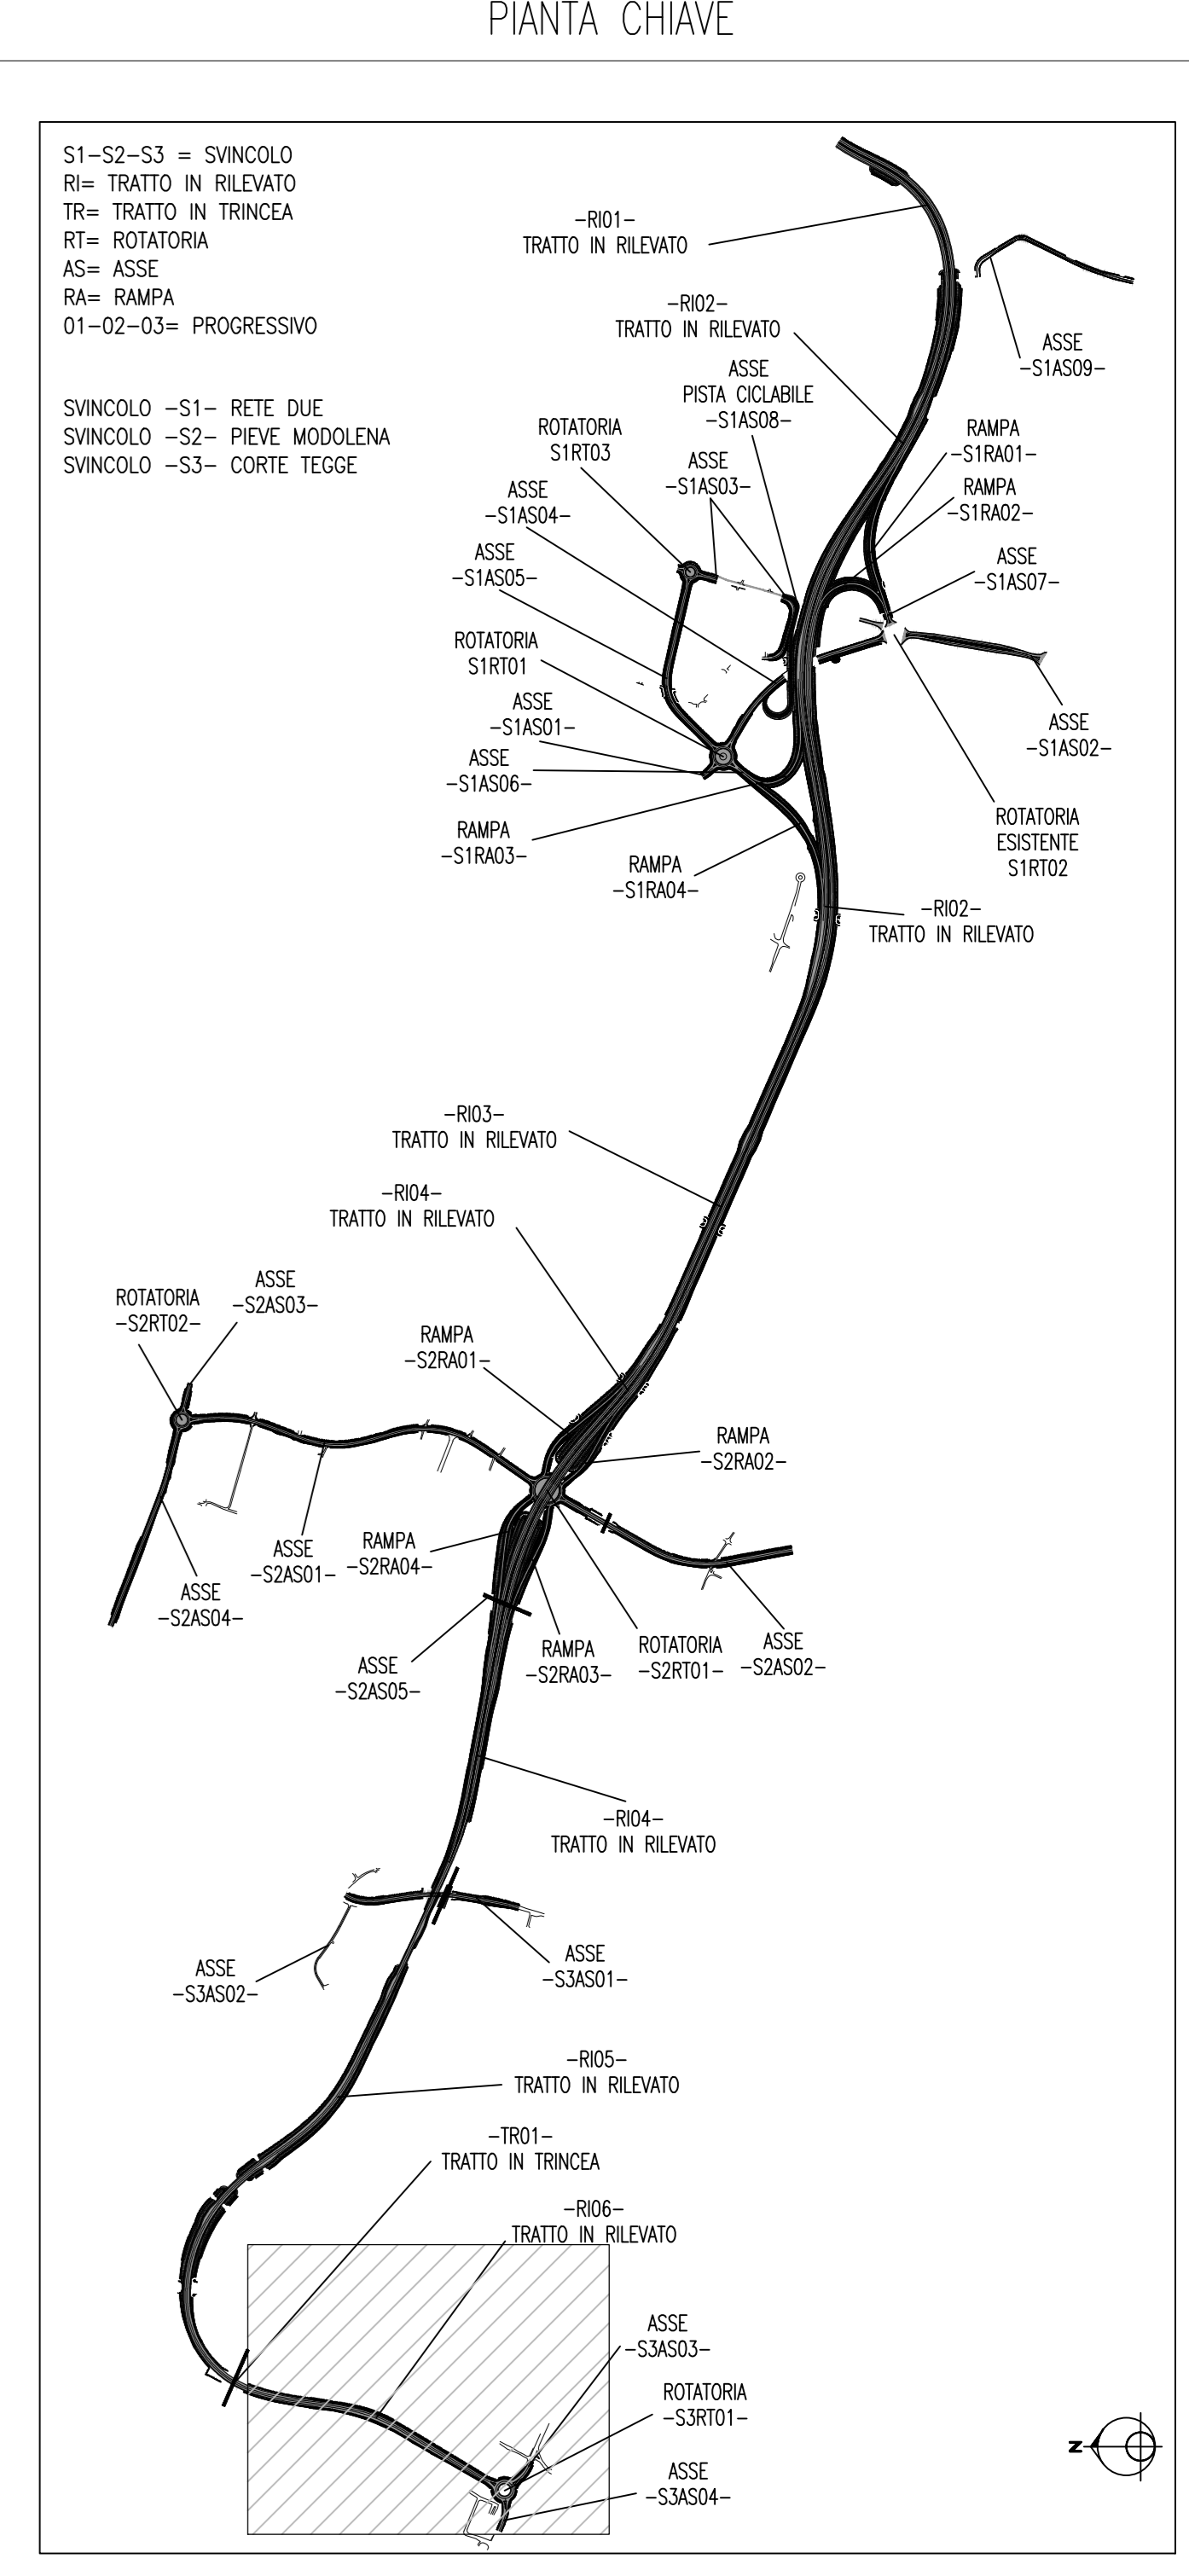 PIANTA CHIAVE
S1-S2-S3 = SVINCOLO
RI= TRATTO IN RILEVATO
TR= TRATTO IN TRINCEA
RT= ROTATORIA
AS= ASSE
RA= RAMPA
01-02-03= PROGRESSIVO
SVINCOLO -S1- RETE DUE
SVINCOLO -S2- PIEVE MODOLENA
SVINCOLO -S3- CORTE TEGGE
-RI01-
TRATTO IN RILEVATO
-RI02-
TRATTO IN RILEVATO
ASSE
-S1AS09-
ASSE
PISTA CICLABILE
-S1AS08-
ROTATORIA
S1RT03
RAMPA
-S1RA01-
ASSE
-S1AS03-
ASSE
-S1AS04-
RAMPA
-S1RA02-
ASSE
-S1AS05-
ASSE
-S1AS07-
ROTATORIA
S1RT01
ASSE
-S1AS01-
ASSE
-S1AS02-
ASSE
-S1AS06-
ROTATORIA
ESISTENTE
S1RT02
RAMPA
-S1RA03-
RAMPA
-S1RA04-
-RI02-
TRATTO IN RILEVATO
-RI03-
TRATTO IN RILEVATO
-RI04-
TRATTO IN RILEVATO
ASSE
-S2AS03-
ROTATORIA
-S2RT02-
RAMPA
-S2RA01-
RAMPA
-S2RA02-
RAMPA
-S2RA04-
ASSE
-S2AS01-
ASSE
-S2AS04-
ASSE
-S2AS05-
RAMPA
-S2RA03-
ROTATORIA
-S2RT01-
ASSE
-S2AS02-
-RI04-
TRATTO IN RILEVATO
ASSE
-S3AS01-
ASSE
-S3AS02-
-RI05-
TRATTO IN RILEVATO
-TR01-
TRATTO IN TRINCEA
-RI06-
TRATTO IN RILEVATO
ASSE
-S3AS03-
ROTATORIA
-S3RT01-
ASSE
-S3AS04-
N